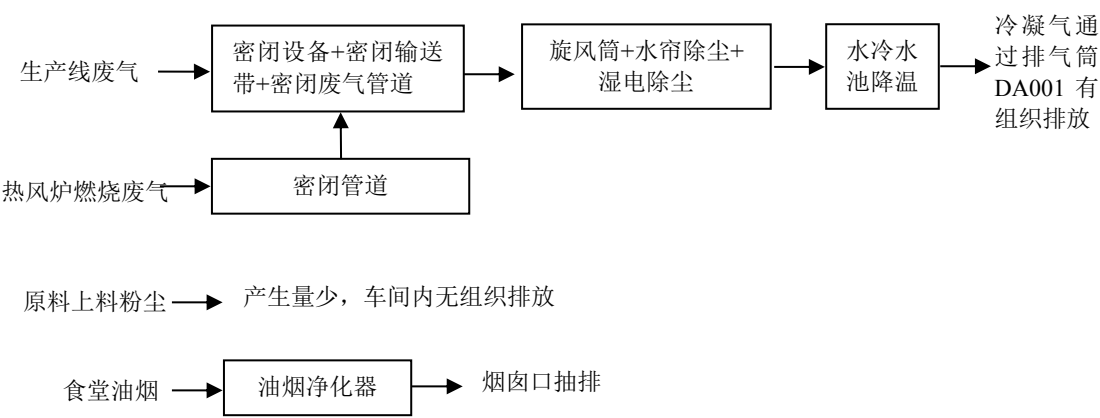 生产线废气
密闭设备+密闭输送
带+密闭废气管道
旋风筒+水帘除尘+
湿电除尘
水冷水
池降温
冷凝气通
过排气筒
DA001 有
组织排放
热风炉燃烧废气
密闭管道
原料上料粉尘
产生量少，车间内无组织排放
食堂油烟
油烟净化器
烟囱口抽排